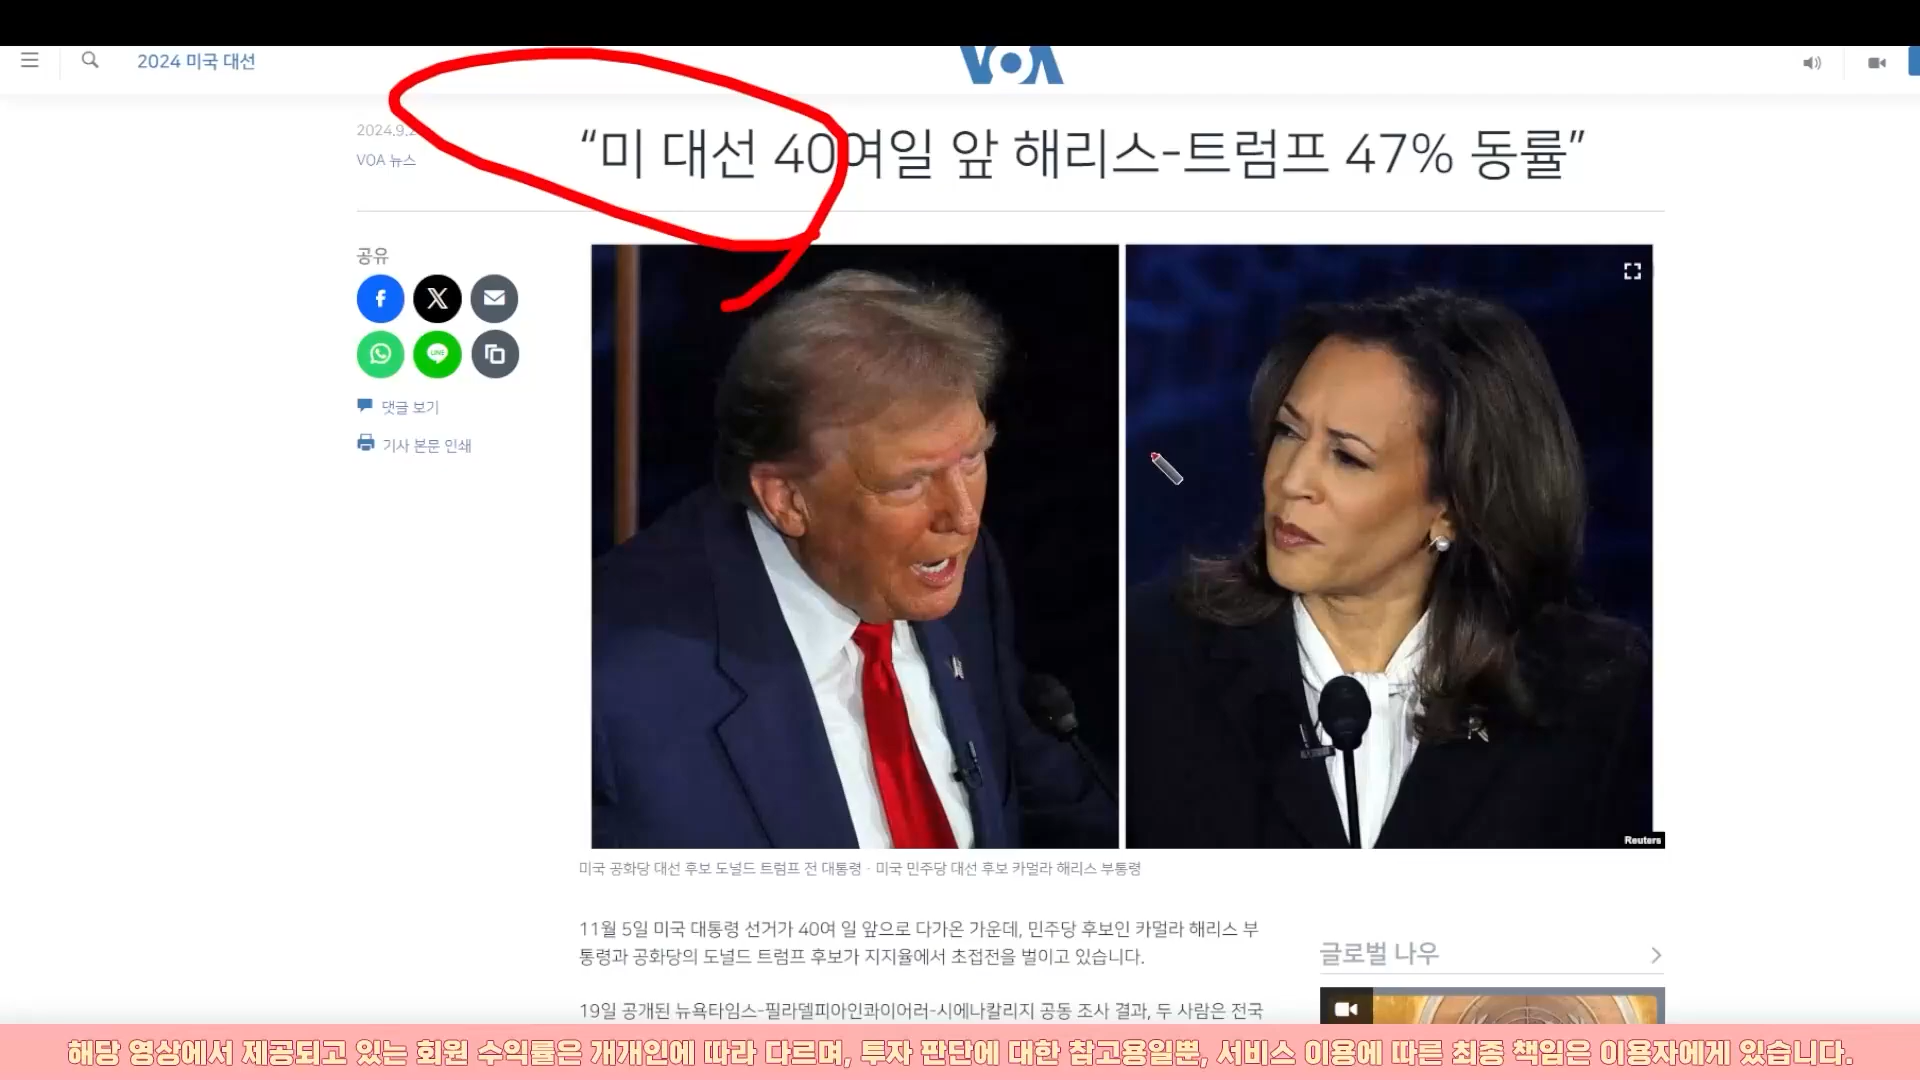 2024 미국 대선
VOA
2024.9.2
VOA 뉴스
“미 대선 40여일 앞 해리스-트럼프 47% 동률”
공유
LINE
댓글 보기
기사 본문 인쇄
Reuters
미국 공화당 대선 후보 도널드 트럼프 전 대통령 - 미국 민주당 대선 후보 카멀라 해리스 부통령
11월 5일 미국 대통령 선거가 40여 일 앞으로 다가온 가운데, 민주당 후보인 카멀라 해리스 부
통령과 공화당의 도널드 트럼프 후보가 지지율에서 초접전을 벌이고 있습니다.
글로벌 나우
19일 공개된 뉴욕타임스-필라델피아인콰이어러-시에나칼리지 공동 조사 결과, 두 사람은 전국
해당 영상에서 제공되고 있는 회원 수익률은 개개인에 따라 다르며, 투자 판단에 대한 참고용일뿐, 서비스 이용에 따른 최종 책임은 이용자에게 있습니다.